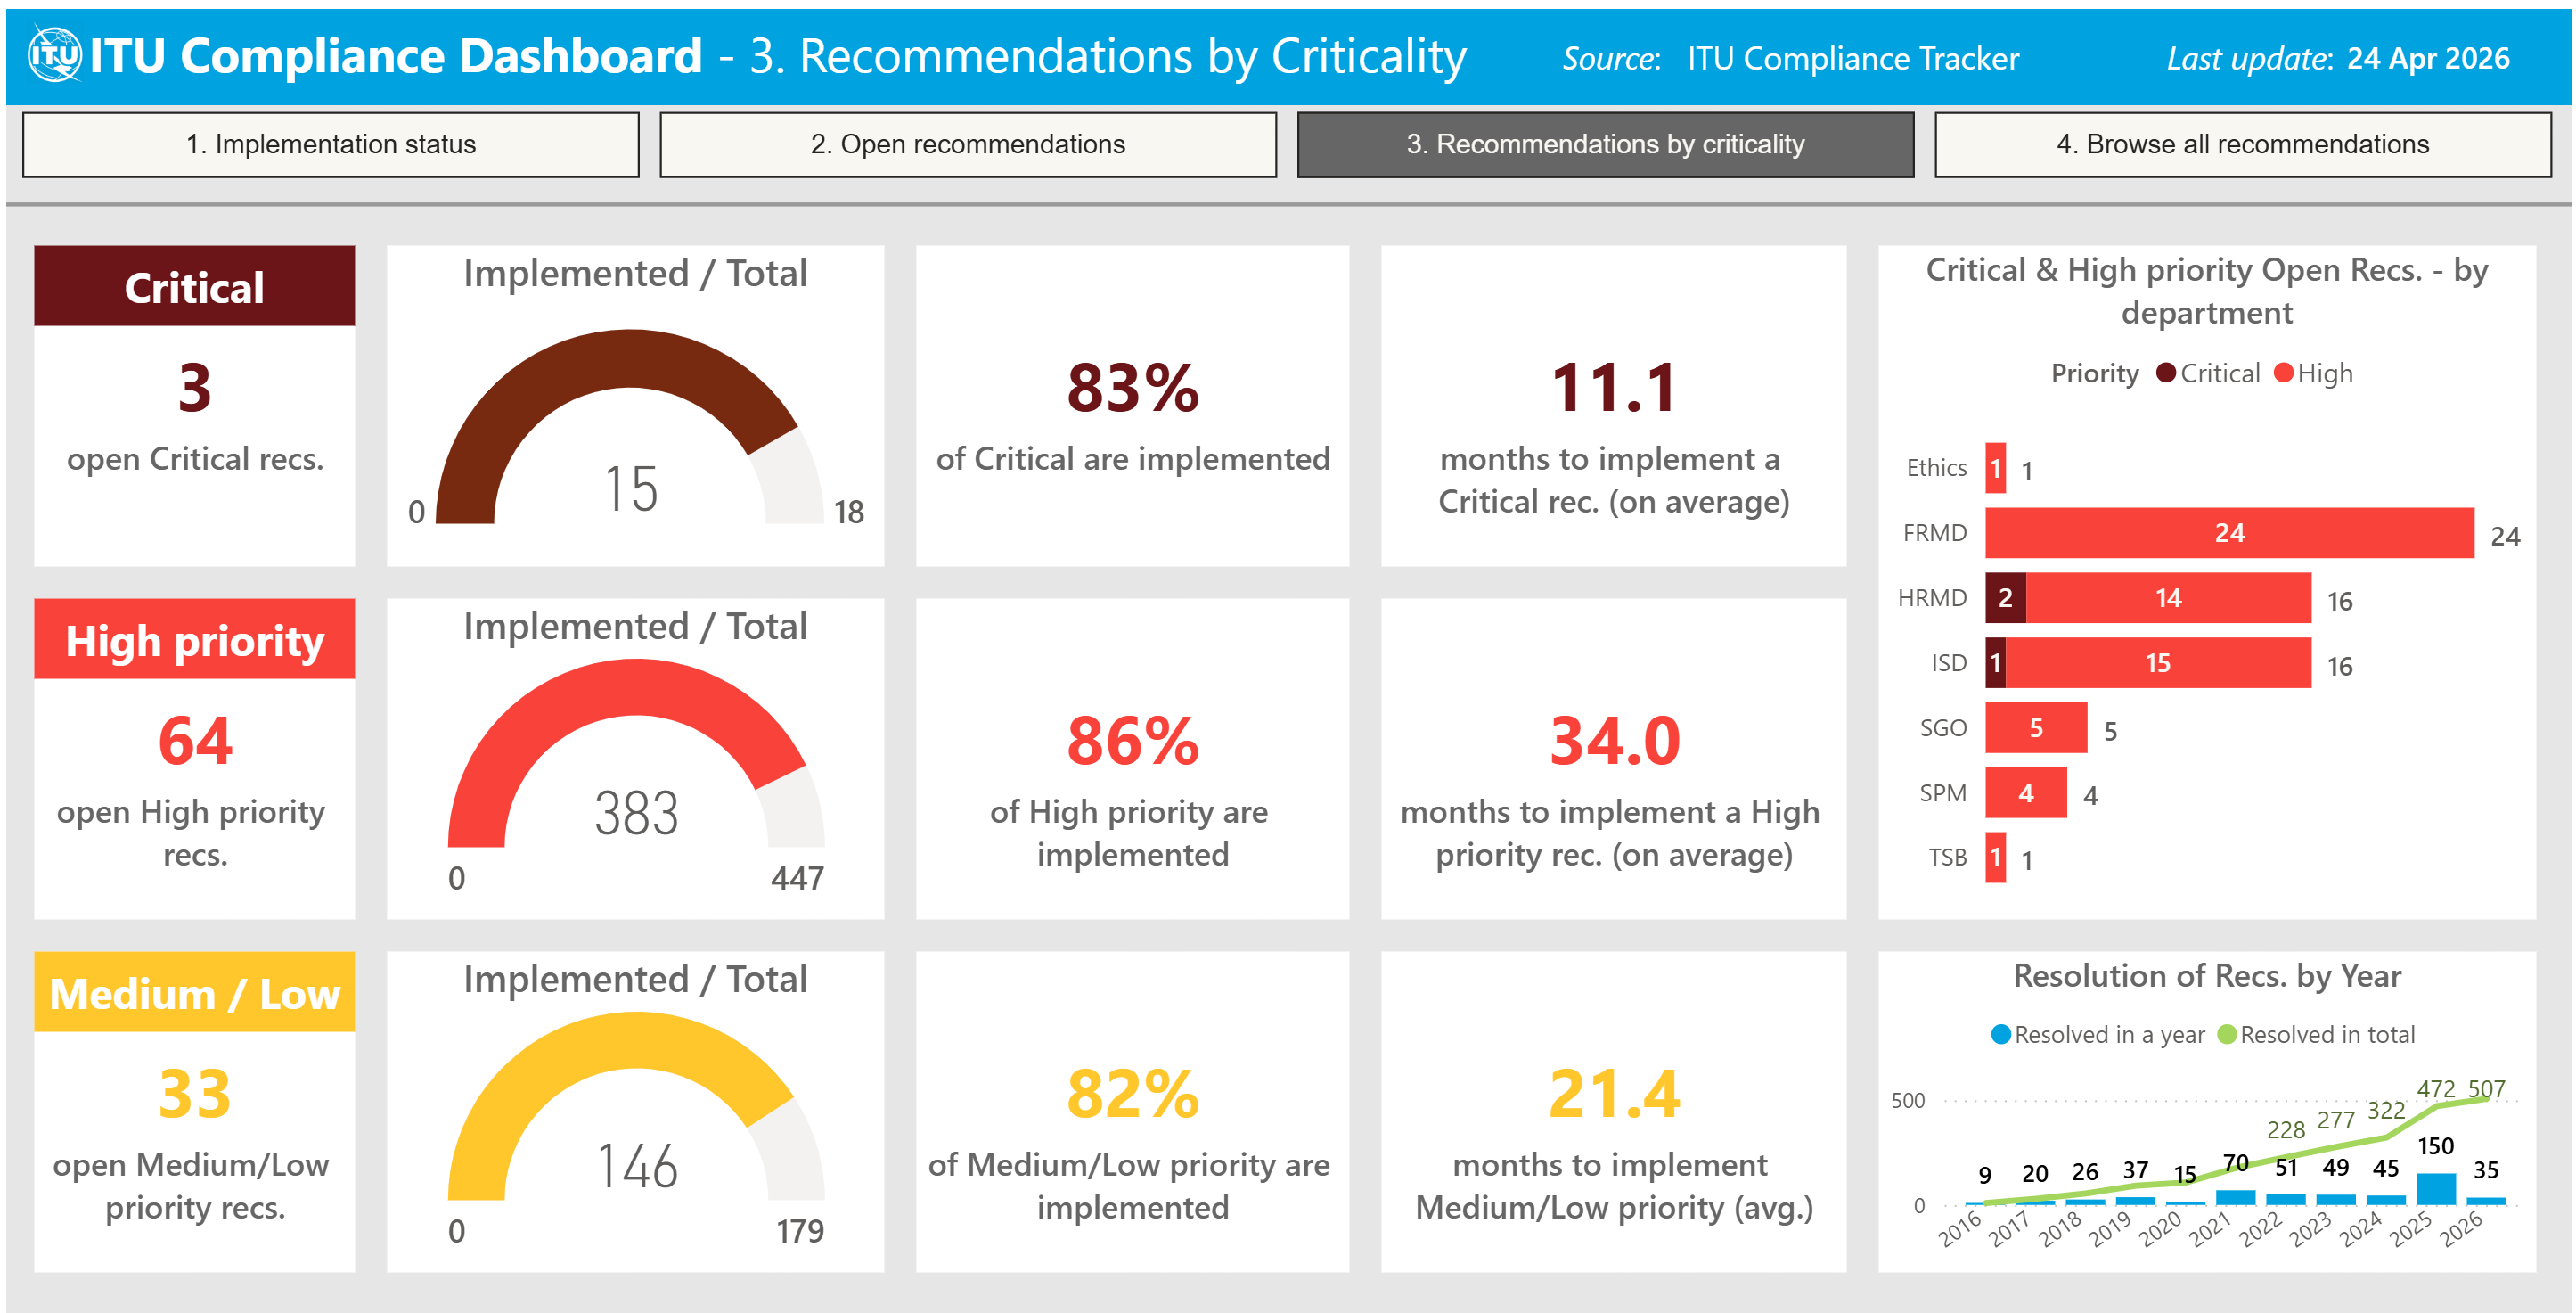 ITU
ITU Compliance Dashboard - 3. Recommendations by Criticality
Source: ITU Compliance Tracker
Last update: 24 Apr 2026
1. Implementation status
2. Open recommendations
3. Recommendations by criticality
4. Browse all recommendations
Critical
3
open Critical recs.
Implemented / Total
15
0
18
83%
of Critical are implemented
11.1
months to implement a
Critical rec. (on average)
High priority
64
open High priority
recs.
Implemented / Total
383
0
447
86%
of High priority are
implemented
34.0
months to implement a High
priority rec. (on average)
Medium / Low
33
open Medium/Low
priority recs.
Implemented / Total
146
0
179
82%
of Medium/Low priority are
implemented
21.4
months to implement
Medium/Low priority (avg.)
Critical & High priority Open Recs. - by
department
Priority Critical High
Ethics 1 1
FRMD 24 24
HRMD 2 14 16
ISD 1 15 16
SGO 5 5
SPM 4 4
TSB 1 1
Resolution of Recs. by Year
Resolved in a year Resolved in total
500
0
228 277 322 472 507
9 20 26 37 15 70 51 49 45 150 35
2016 2017 2018 2019 2020 2021 2022 2023 2024 2025 2026